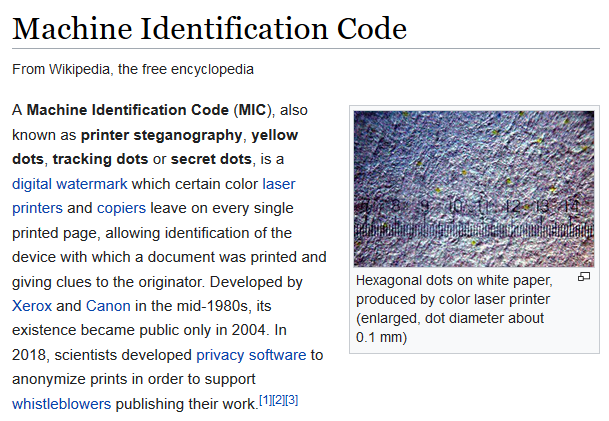 Machine Identification Code
From Wikipedia, the free encyclopedia
A Machine Identification Code (MIC), also
known as printer steganography, yellow
dots, tracking dots or secret dots, is a
digital watermark which certain color laser
printers and copiers leave on every single
printed page, allowing identification of the
device with which a document was printed and
giving clues to the originator. Developed by
Xerox and Canon in the mid-1980s, its
existence became public only in 2004. In
2018, scientists developed privacy software to
anonymize prints in order to support
whistleblowers publishing their work.[1][2][3]
7 8 9 10 11 12 13 14
Hexagonal dots on white paper,
produced by color laser printer
(enlarged, dot diameter about
0.1 mm)